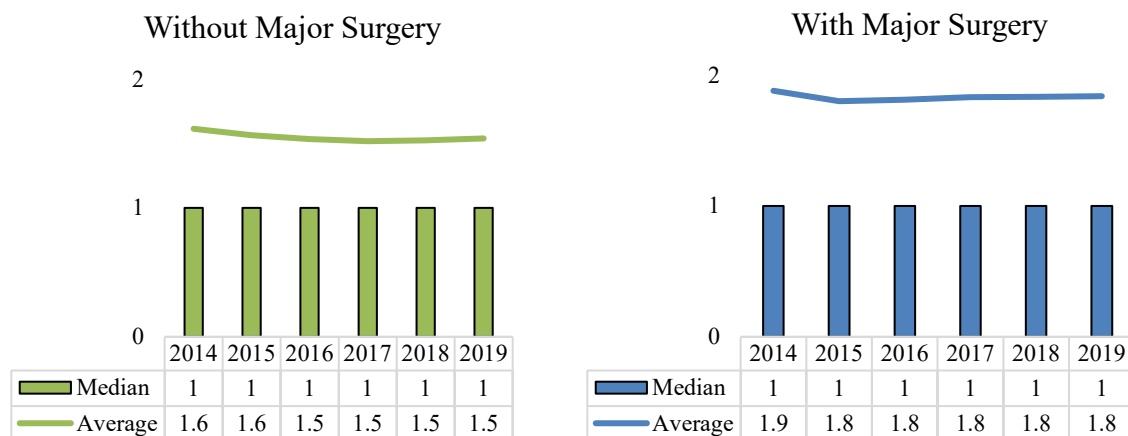 Without Major Surgery
2
1
0
2014 2015 2016 2017 2018 2019
Median 1 1 1 1 1 1
Average 1.6 1.6 1.5 1.5 1.5 1.5
With Major Surgery
2
1
0
2014 2015 2016 2017 2018 2019
Median 1 1 1 1 1 1
Average 1.9 1.8 1.8 1.8 1.8 1.8